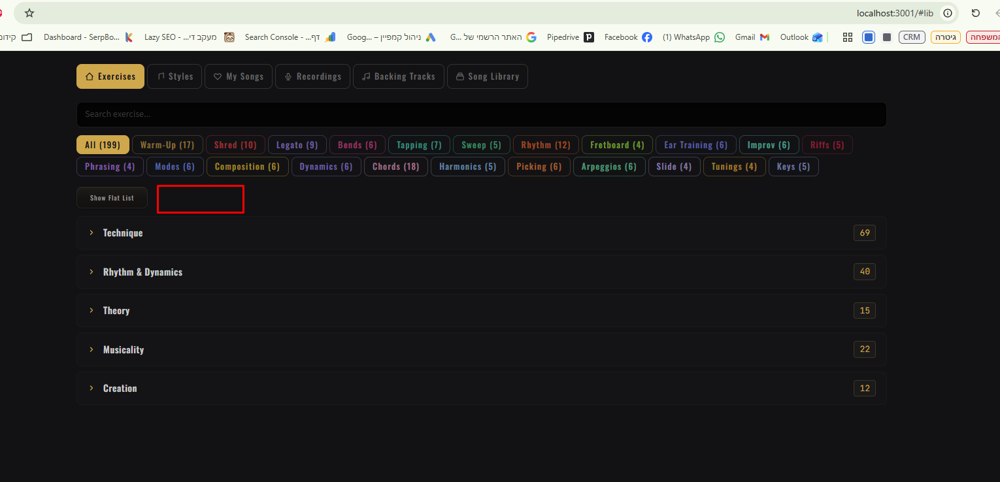 localhost:3001/#lib
קידום
Dashboard - SerpBo...
Lazy SEO - מעקב די...
Search Console - דף...
Goog... – ניהול קמפיין
האתר הרשמי של G...
Pipedrive
Facebook
(1) WhatsApp
Gmail
Outlook
CRM
גיטרה
המשפחה
Exercises
Styles
My Songs
Recordings
Backing Tracks
Song Library
Search exercise...
All (199) Warm-Up (17) Shred (10) Legato (9) Bends (6) Tapping (7) Sweep (5) Rhythm (12) Fretboard (4) Ear Training (6) Improv (6) Riffs (5)
Phrasing (4) Modes (6) Composition (6) Dynamics (6) Chords (18) Harmonics (5) Picking (6) Arpeggios (6) Slide (4) Tunings (4) Keys (5)
Show Flat List
Technique 69
Rhythm & Dynamics 40
Theory 15
Musicality 22
Creation 12